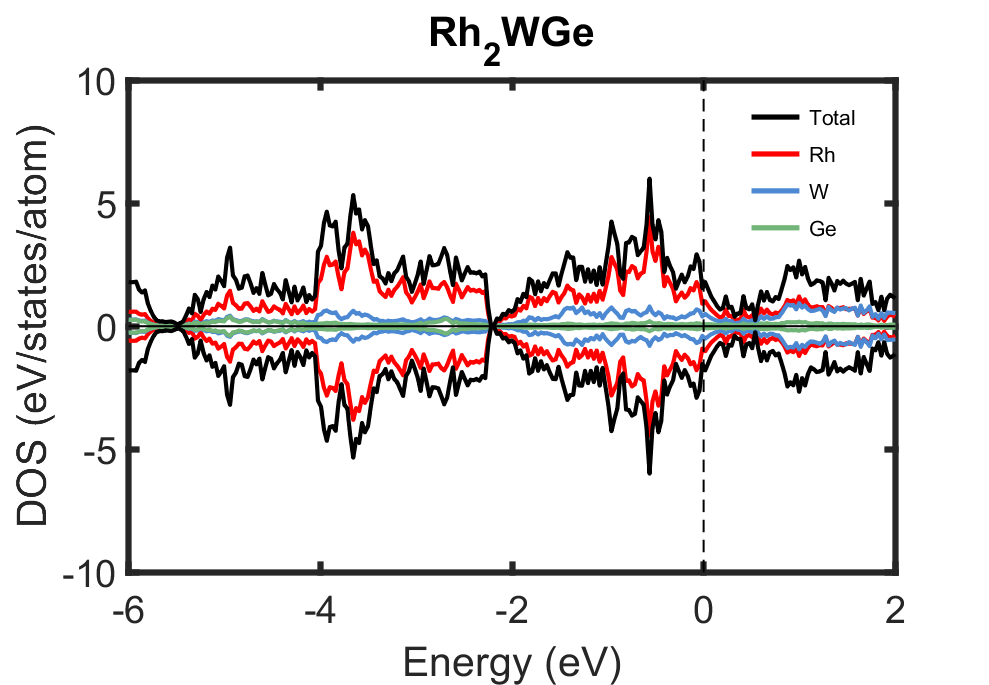 Rh2WGe
10
5
0
-5
-10
DOS (eV/states/atom)
Total
Rh
W
Ge
-6
-4
-2
0
2
Energy (eV)